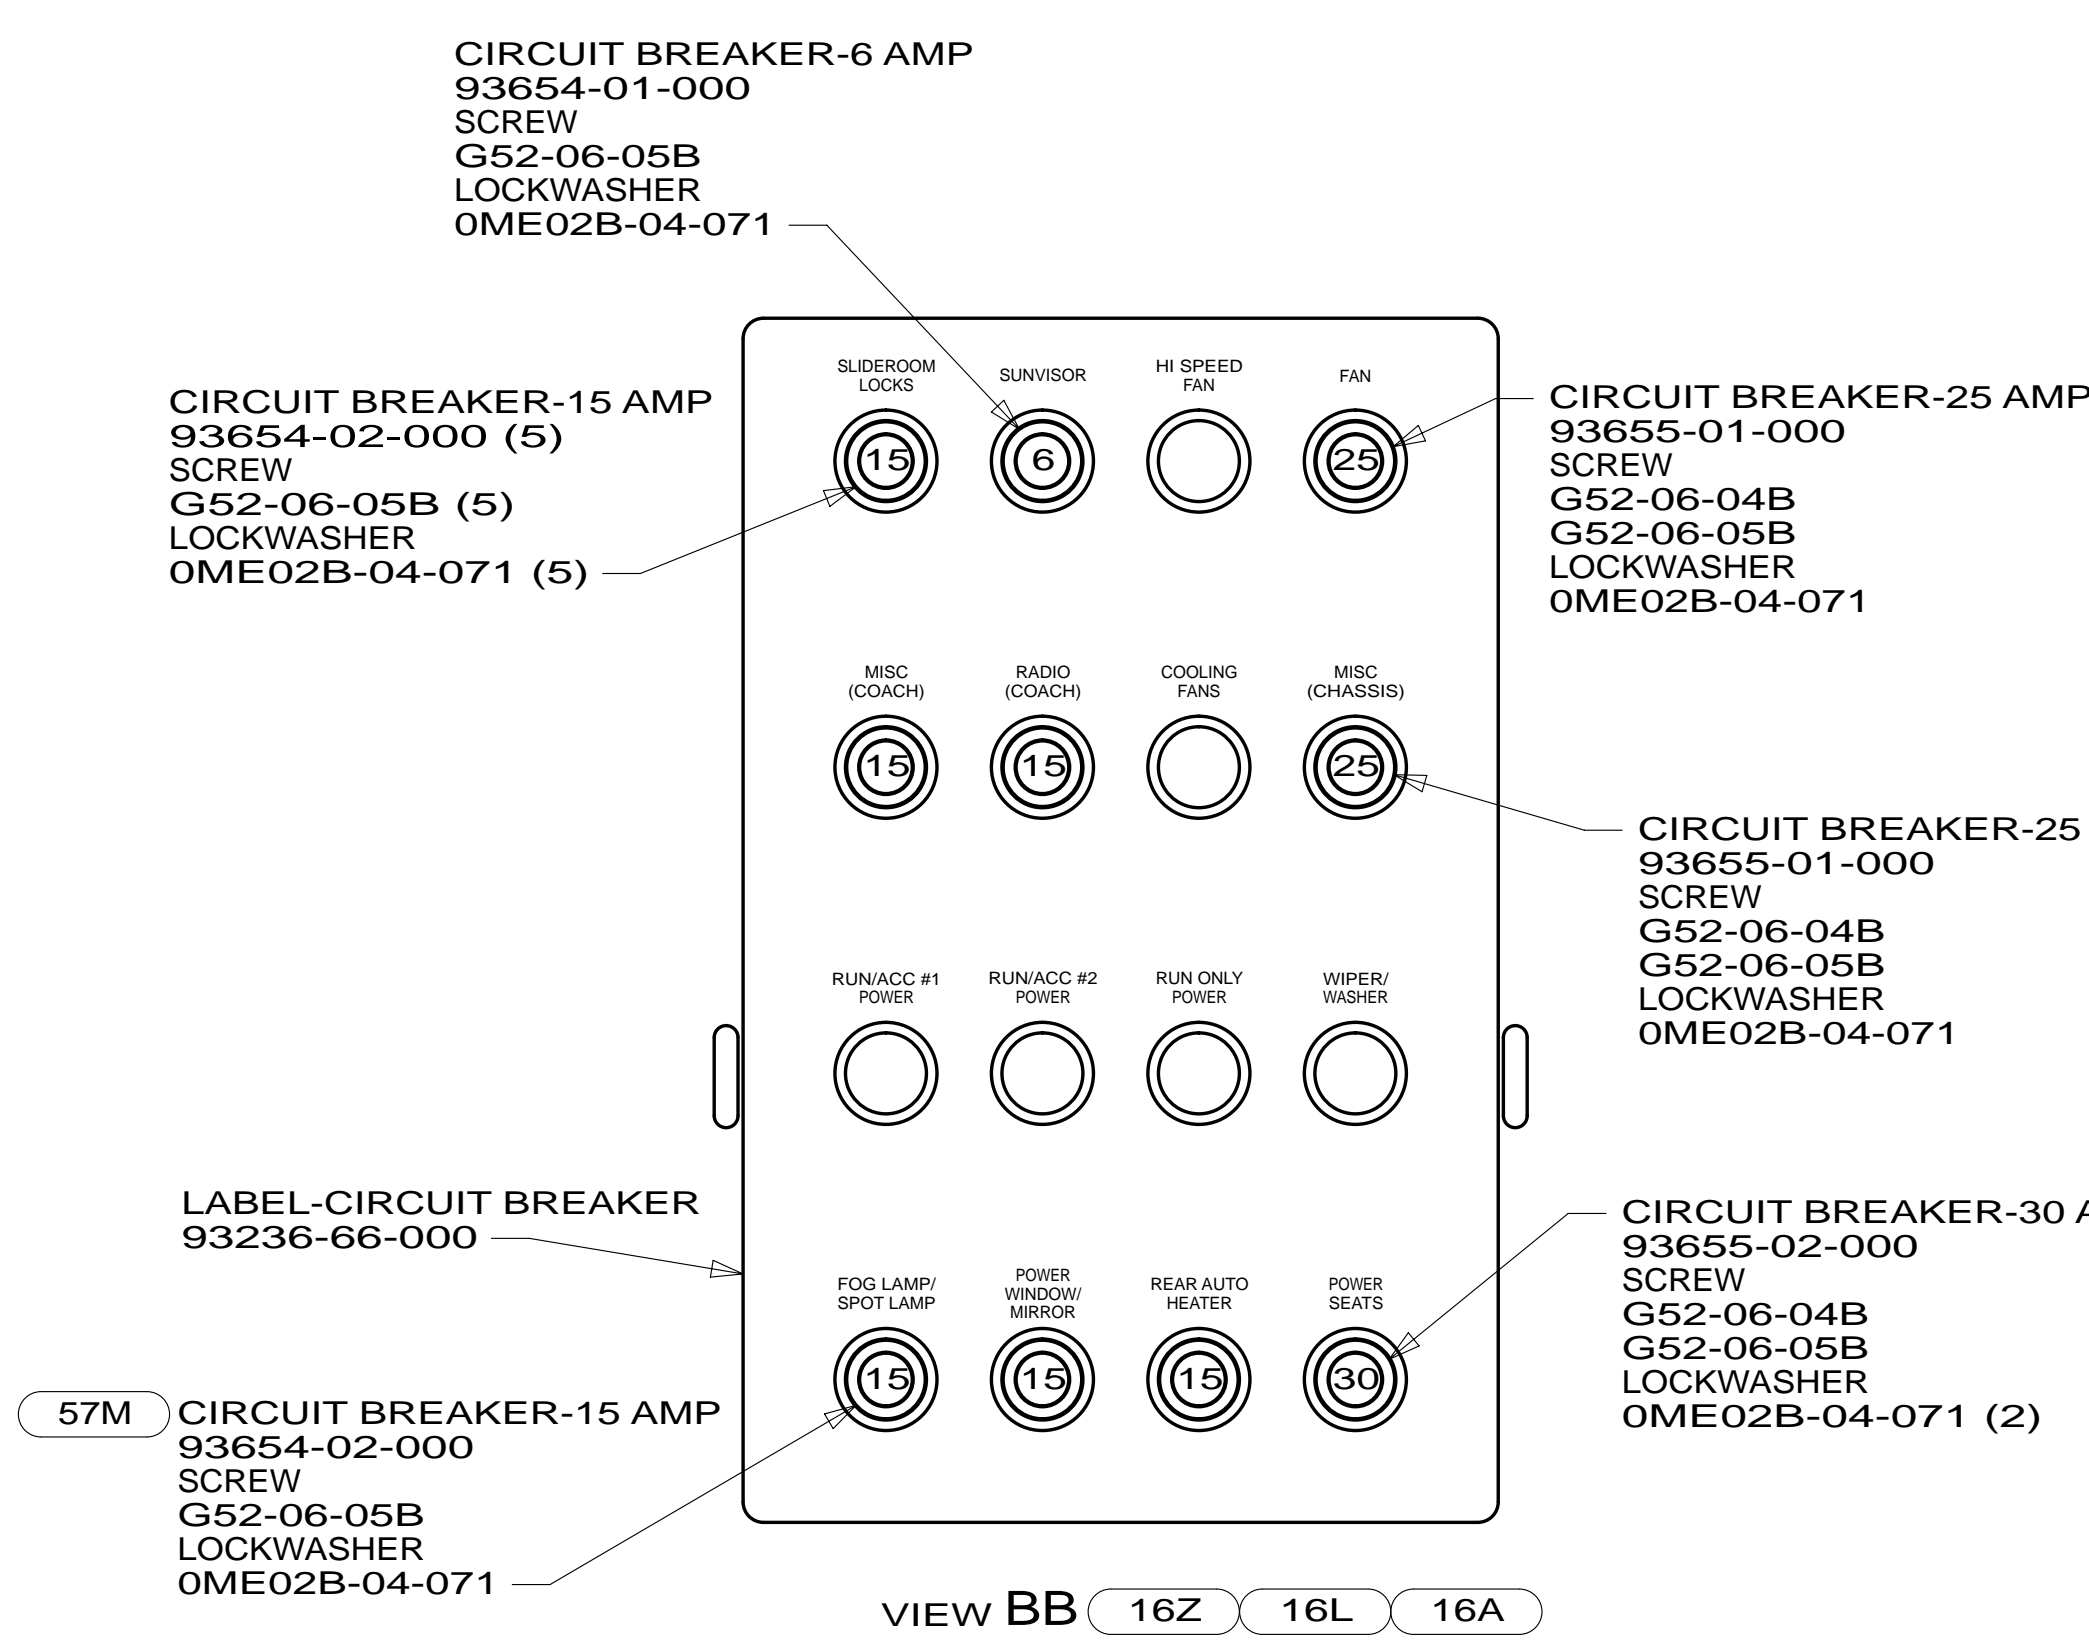 CIRCUIT BREAKER-6 AMP
93654-01-000
SCREW
G52-06-05B
LOCKWASHER
0ME02B-04-071
CIRCUIT BREAKER-15 AMP
93654-02-000 (5)
SCREW
G52-06-05B (5)
LOCKWASHER
0ME02B-04-071 (5)
SLIDEROOM
LOCKS
SUNVISOR
HI SPEED
FAN
FAN
15
6
25
CIRCUIT BREAKER-25 AMP
93655-01-000
SCREW
G52-06-04B
G52-06-05B
LOCKWASHER
0ME02B-04-071
MISC
(COACH)
RADIO
(COACH)
COOLING
FANS
MISC
(CHASSIS)
15
15
25
CIRCUIT BREAKER-25
93655-01-000
SCREW
G52-06-04B
G52-06-05B
LOCKWASHER
0ME02B-04-071
RUN/ACC #1
POWER
RUN/ACC #2
POWER
RUN ONLY
POWER
WIPER/
WASHER
LABEL-CIRCUIT BREAKER
93236-66-000
FOG LAMP/
SPOT LAMP
POWER
WINDOW/
MIRROR
REAR AUTO
HEATER
POWER
SEATS
15
15
15
30
CIRCUIT BREAKER-30 A
93655-02-000
SCREW
G52-06-04B
G52-06-05B
LOCKWASHER
0ME02B-04-071 (2)
57M
CIRCUIT BREAKER-15 AMP
93654-02-000
SCREW
G52-06-05B
LOCKWASHER
0ME02B-04-071
VIEW BB 16Z 16L 16A